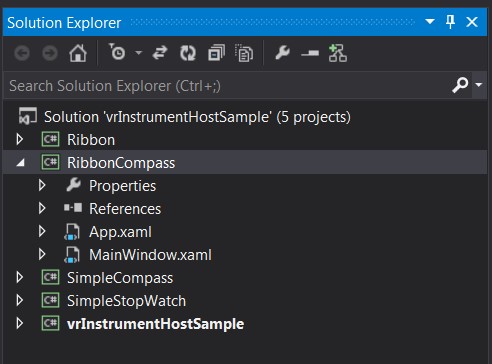 Solution Explorer
Search Solution Explorer (Ctrl+;)
Solution 'vrInstrumentHostSample' (5 projects)
C# Ribbon
C# RibbonCompass
Properties
References
App.xaml
MainWindow.xaml
C# SimpleCompass
C# SimpleStopWatch
C# vrInstrumentHostSample